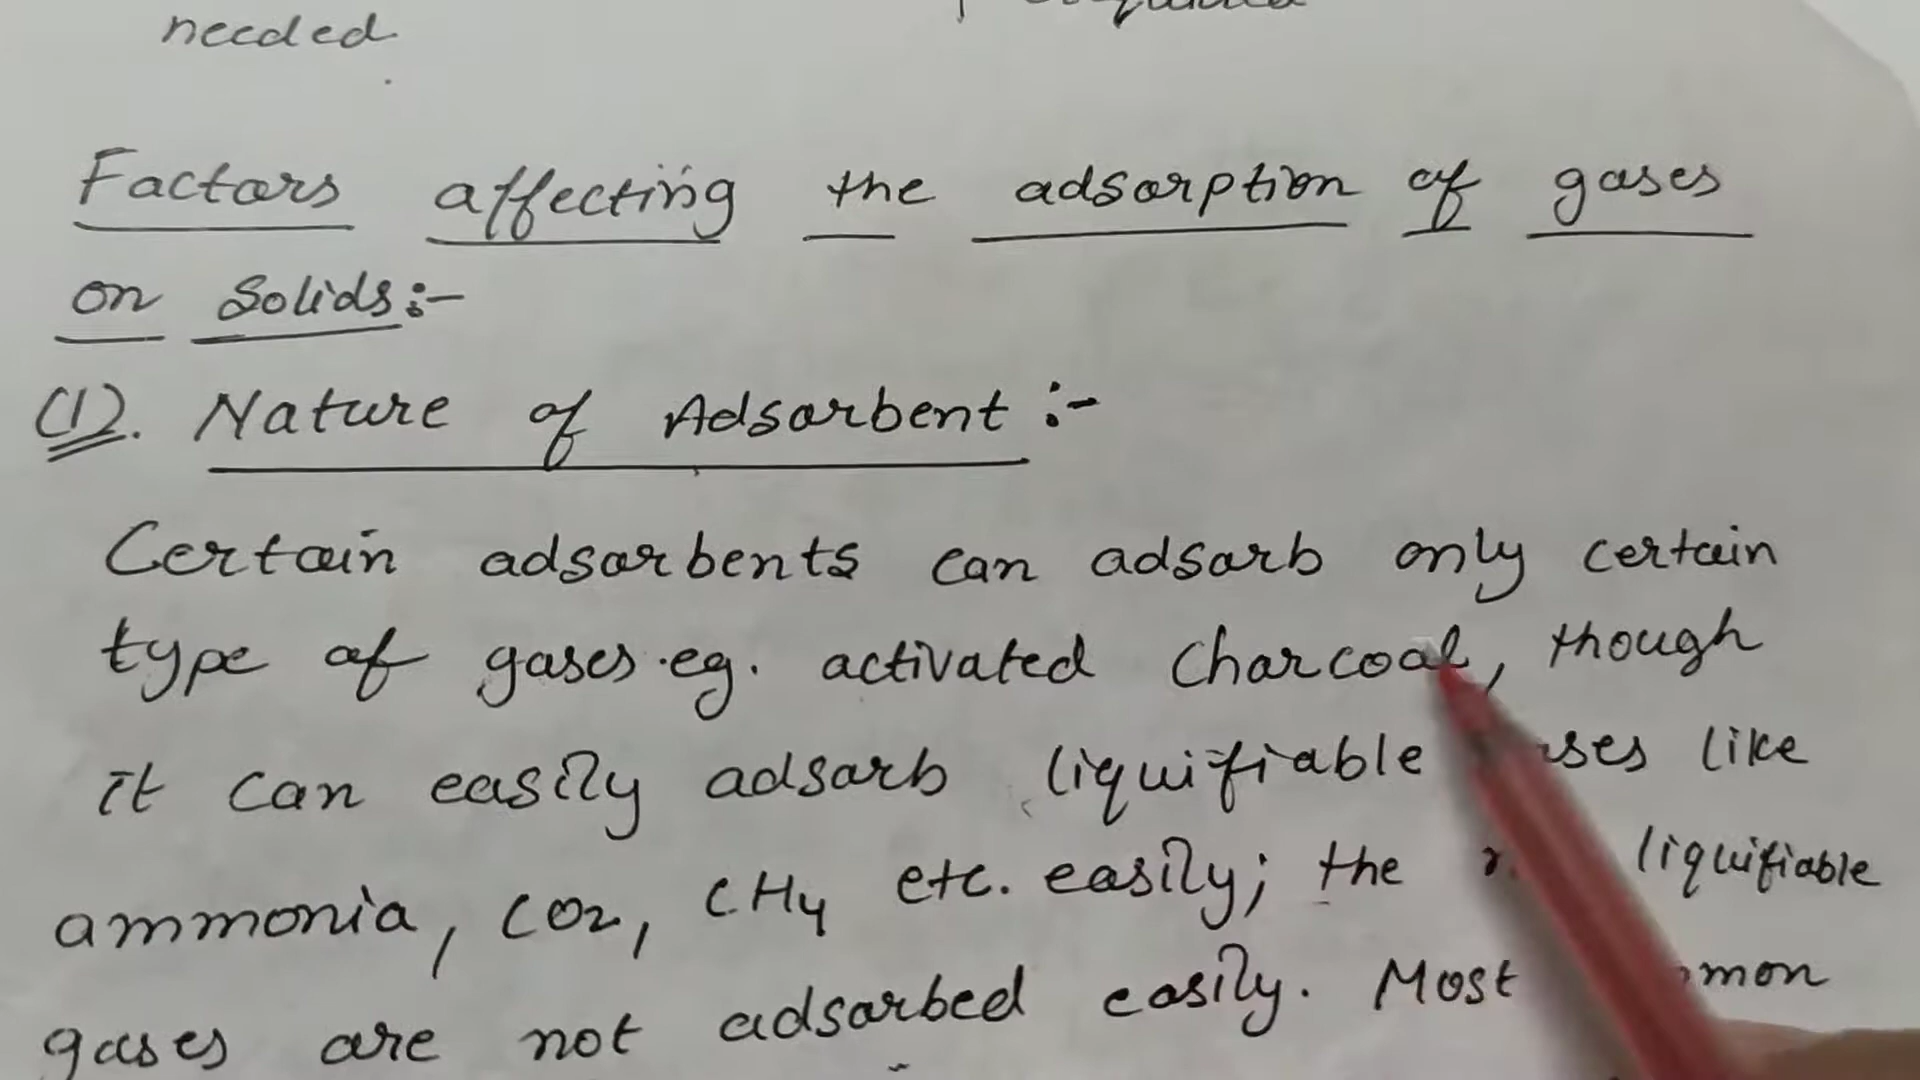 needed
Factors affecting the adsorption of gases
on Solids:-
(1). Nature of Adsorbent :-
Certain adsorbents can adsorb only certain
type of gases. eg. activated charcoal, though
it can easily adsorb liquifiable like
ammonia, CO2, CH4 etc. easily; the liquifiable
gases are not adsorbed easily. Most